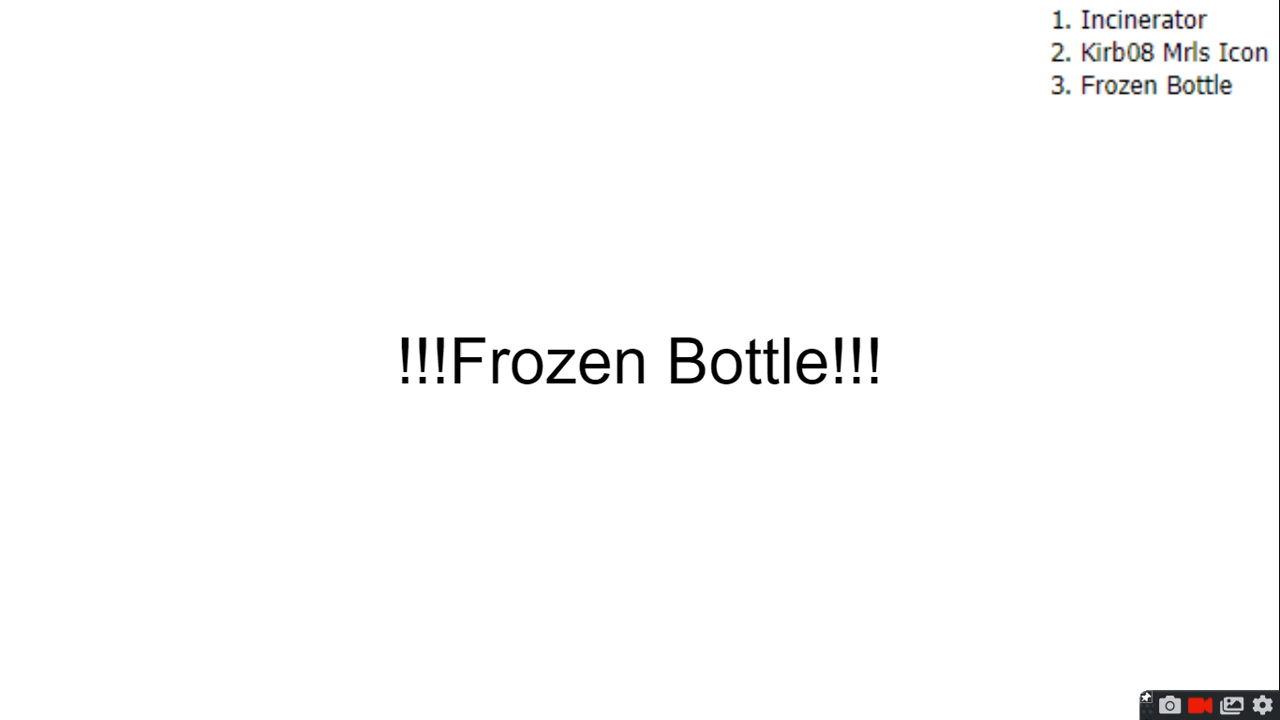 1. Incinerator
2. Kirb08 Mrls Icon
3. Frozen Bottle
!!!Frozen Bottle!!!